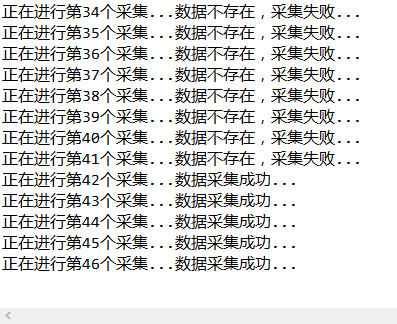 正在进行第34个采集...数据不存在，采集失败...
正在进行第35个采集...数据不存在，采集失败...
正在进行第36个采集...数据不存在，采集失败...
正在进行第37个采集...数据不存在，采集失败...
正在进行第38个采集...数据不存在，采集失败...
正在进行第39个采集...数据不存在，采集失败...
正在进行第40个采集...数据不存在，采集失败...
正在进行第41个采集...数据不存在，采集失败...
正在进行第42个采集...数据采集成功...
正在进行第43个采集...数据采集成功...
正在进行第44个采集...数据采集成功...
正在进行第45个采集...数据采集成功...
正在进行第46个采集...数据采集成功...